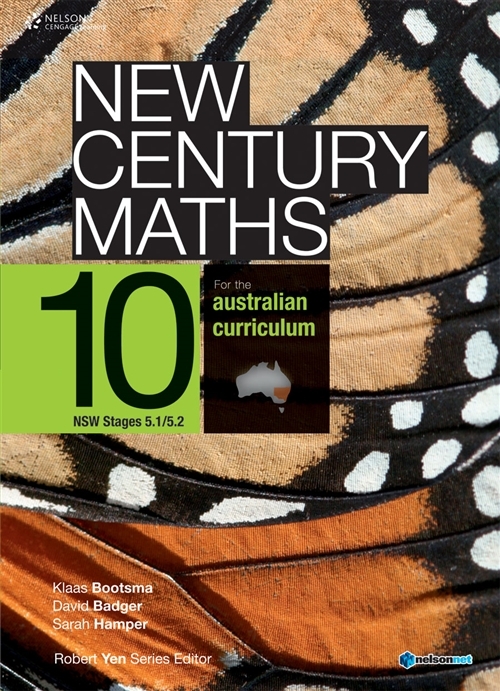 NELSON
CENGAGE Learning
NEW
CENTURY
MATHS
10
NSW Stages 5.1/5.2
For the
australian
curriculum
Klaas Bootsma
David Badger
Sarah Hamper
Robert Yen Series Editor
nelsonnet